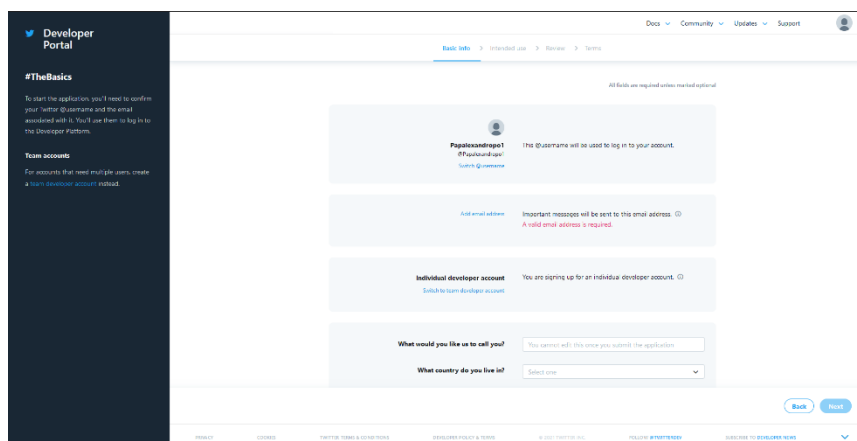 Developer
Portal
Docs
Community
Updates
Support
Basic info > Intended use > Review > Terms
#TheBasics
To start the application, you'll need to confirm
your Twitter @username and the email
associated with it. You'll use them to log in to
the Developer Platform.
Team accounts
For accounts that need multiple users, create
a team developer account instead.
All fields are required unless marked optional
Papalexandropo1
@Papalexandropo1
Switch @username
This @username will be used to log in to your account.
Add email address
Important messages will be sent to this email address.
A valid email address is required.
Individual developer account
Switch to team developer account
You are signing up for an individual developer account.
What would you like us to call you?
You cannot edit this once you submit the application
What country do you live in?
Select one
Back
Next
PRIVACY
COOKIES
TWITTER TERMS & CONDITIONS
DEVELOPER POLICY & TERMS
© 2021 TWITTER INC.
FOLLOW @TWITTERDEV
SUBSCRIBE TO DEVELOPER NEWS